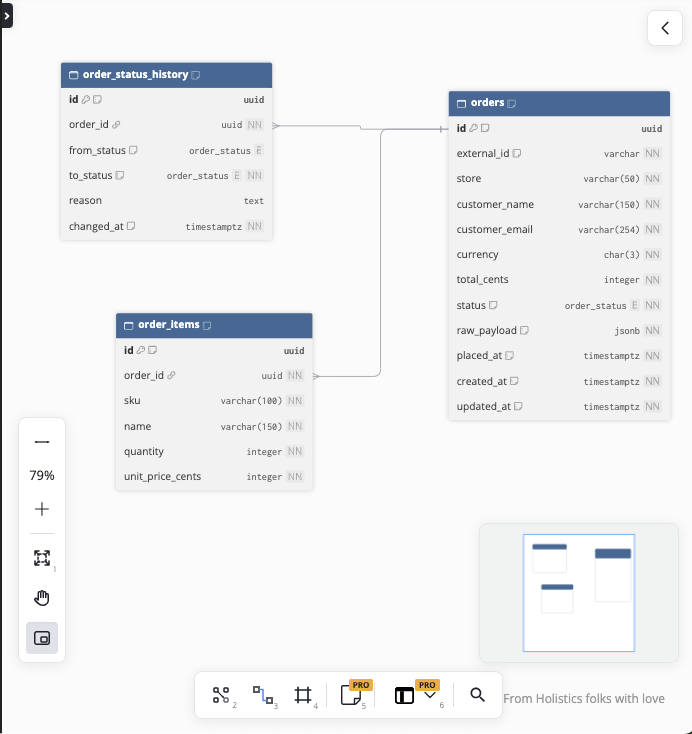 order_status_history
id uuid
order_id uuid NN
from_status order_status E
to_status order_status E NN
reason text
changed_at timestamptz NN
orders
id uuid
external_id varchar NN
store varchar(50) NN
customer_name varchar(150) NN
customer_email varchar(254) NN
currency char(3) NN
total_cents integer NN
status order_status E NN
raw_payload jsonb NN
placed_at timestamptz NN
created_at timestamptz NN
updated_at timestamptz NN
order_items
id uuid
order_id uuid NN
sku varchar(100) NN
name varchar(150) NN
quantity integer NN
unit_price_cents integer NN
79%
1
2
3
4
PRO
5
PRO
6
From Holistics folks with love